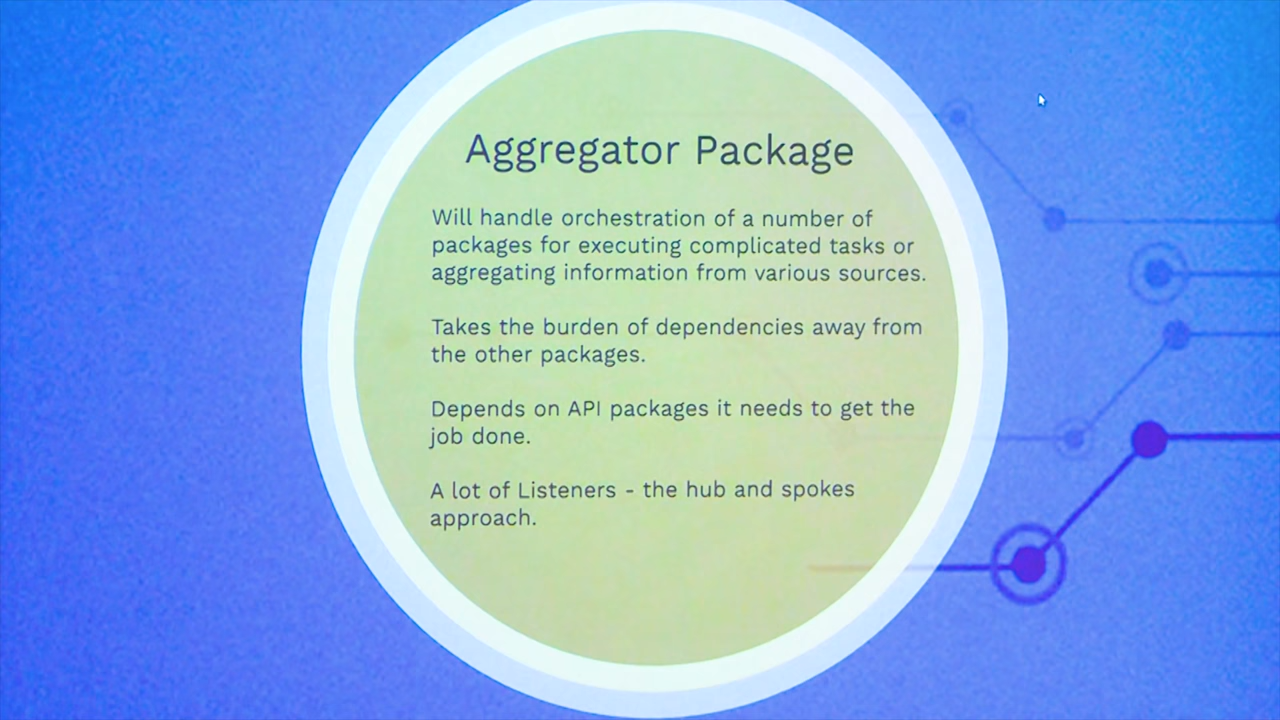 Aggregator Package
Will handle orchestration of a number of
packages for executing complicated tasks or
aggregating information from various sources.
Takes the burden of dependencies away from
the other packages.
Depends on API packages it needs to get the
job done.
A lot of Listeners - the hub and spokes
approach.